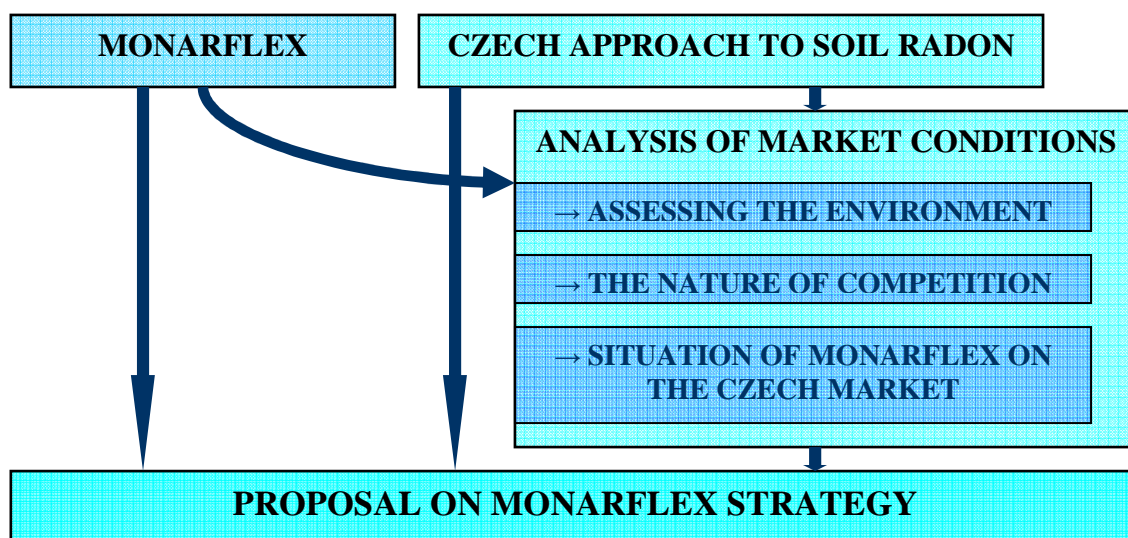 MONARFLEX
CZECH APPROACH TO SOIL RADON
ANALYSIS OF MARKET CONDITIONS
→ ASSESSING THE ENVIRONMENT
→ THE NATURE OF COMPETITION
→ SITUATION OF MONARFLEX ON
THE CZECH MARKET
PROPOSAL ON MONARFLEX STRATEGY